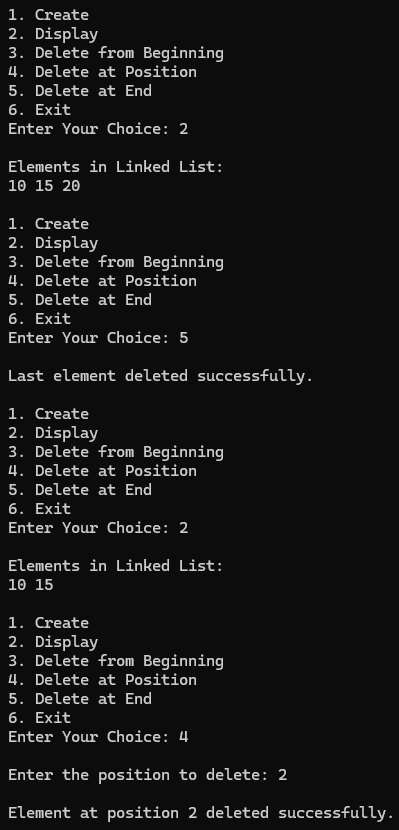 1. Create
2. Display
3. Delete from Beginning
4. Delete at Position
5. Delete at End
6. Exit
Enter Your Choice: 2
Elements in Linked List:
10 15 20
1. Create
2. Display
3. Delete from Beginning
4. Delete at Position
5. Delete at End
6. Exit
Enter Your Choice: 5
Last element deleted successfully.
1. Create
2. Display
3. Delete from Beginning
4. Delete at Position
5. Delete at End
6. Exit
Enter Your Choice: 2
Elements in Linked List:
10 15
1. Create
2. Display
3. Delete from Beginning
4. Delete at Position
5. Delete at End
6. Exit
Enter Your Choice: 4
Enter the position to delete: 2
Element at position 2 deleted successfully.